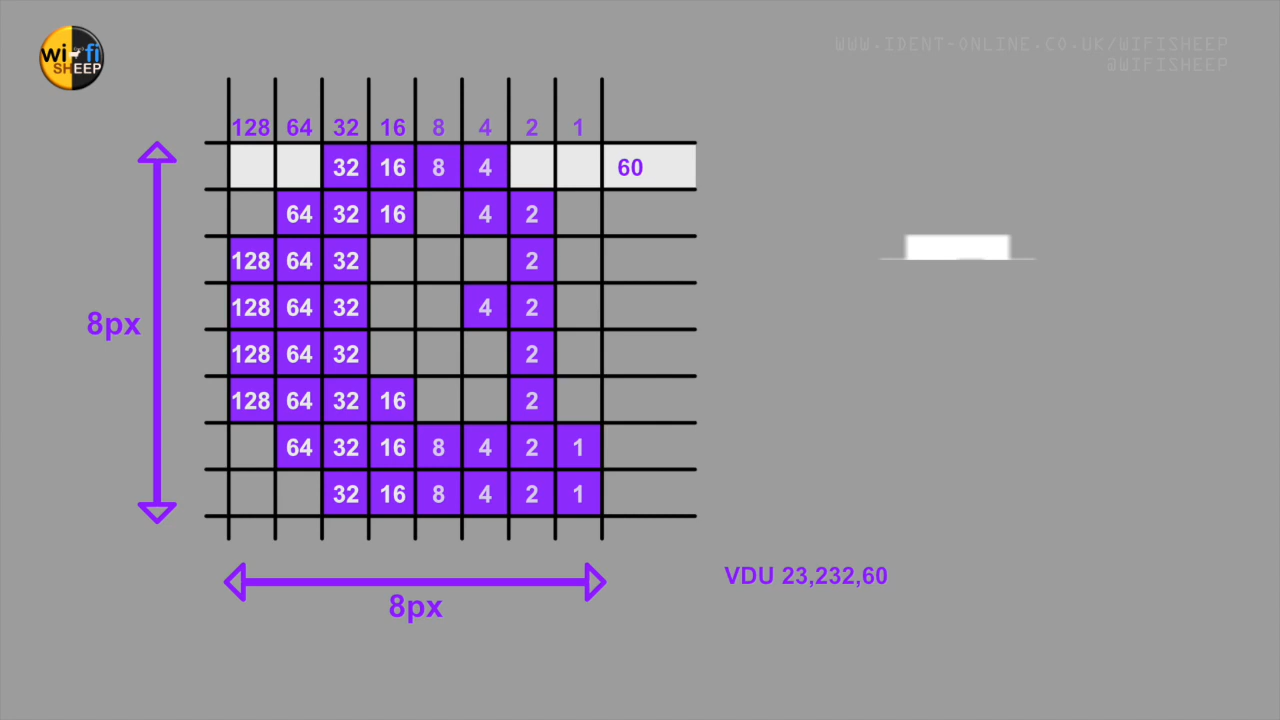 wi-fi
SHEEP
WWW.IDENT-ONLINE.CO.UK/WIFISHEEP
@WIFISHEEP
128 64 32 16 8 4 2 1
32 16 8 4 60
64 32 16 4 2
128 64 32 2
128 64 32 4 2
128 64 32 2
128 64 32 16 2
64 32 16 8 4 2 1
32 16 8 4 2 1
8px
8px
VDU 23,232,60